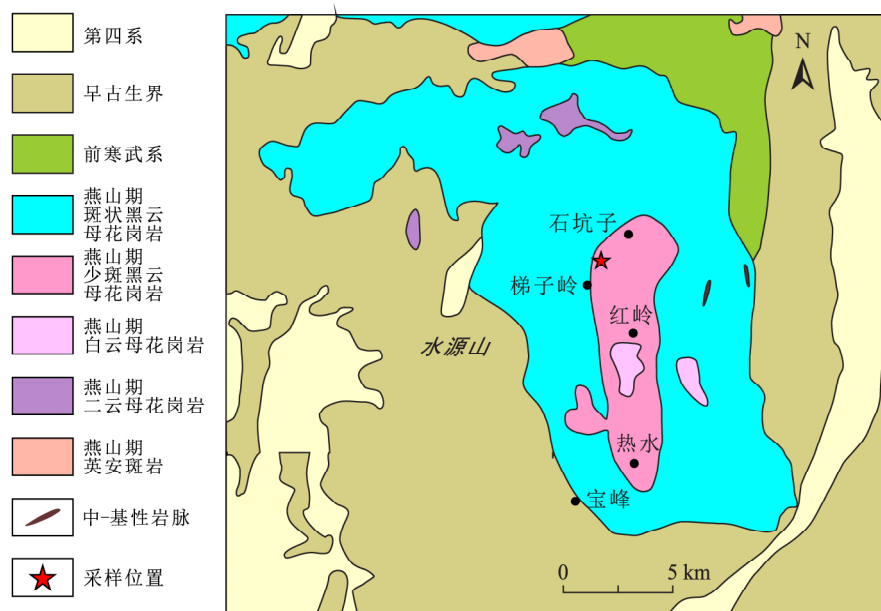 第四系
早古生界
前寒武系
燕山期
斑状黑云
母花岗岩
燕山期
少斑黑云
母花岗岩
燕山期
白云母花岗岩
燕山期
二云母花岗岩
燕山期
英安斑岩
中-基性岩脉
采样位置
N
石坑子
梯子岭
红岭
水源山
热水
宝峰
0
5 km